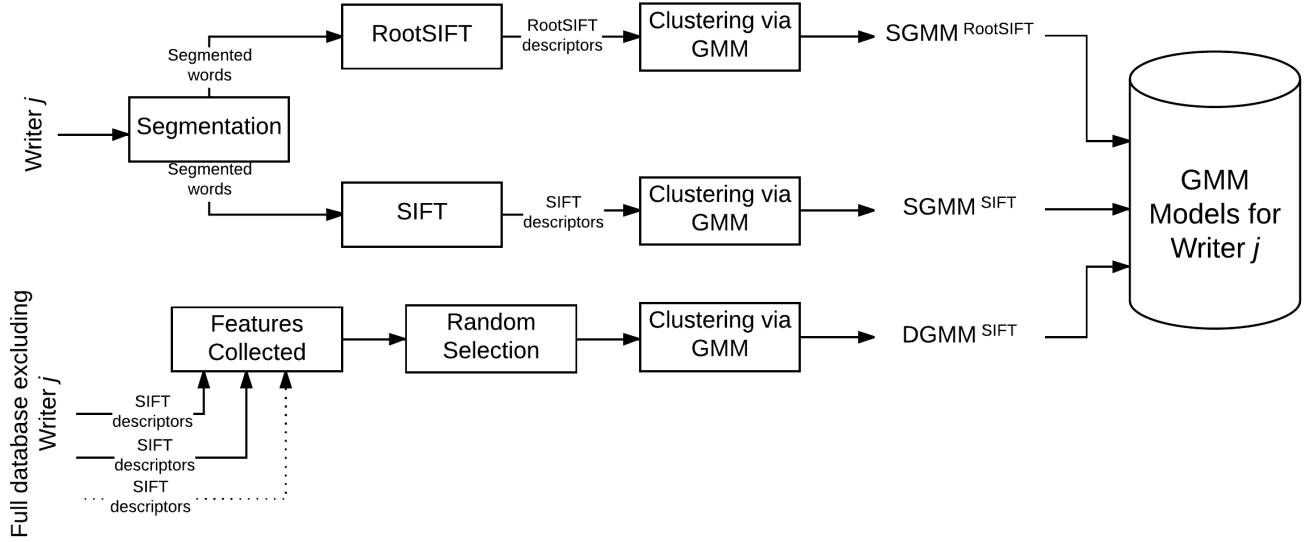 Writer j
Segmentation
Segmented
words
RootSIFT
RootSIFT
descriptors
Clustering via
GMM
SGMM RootSIFT
Segmented
words
SIFT
SIFT
descriptors
Clustering via
GMM
SGMM SIFT
GMM
Models for
Writer j
Full database excluding
Writer j
SIFT
descriptors
SIFT
descriptors
SIFT
descriptors
Features
Collected
Random
Selection
Clustering via
GMM
DGMM SIFT